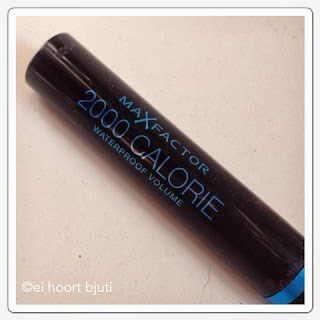 MAXFACTOR
2000 CALORIE
WATERPROOF VOLUME
©ei hoort bjuti